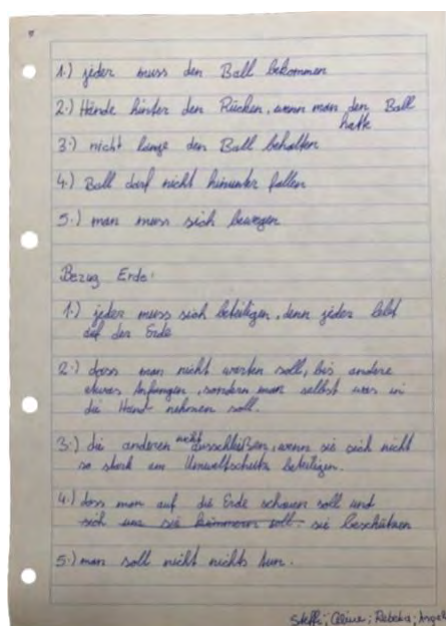 1.) jeder muss den Ball bekommen
2.) Hände hinter den Rücken, wenn man den Ball
hatte
3.) nicht lange den Ball behalten
4.) Ball darf nicht hinunter fallen
5.) man muss sich bewegen
Bezug Erde:
1.) jeder muss sich beteiligen, denn jeder lebt
auf der Erde
2.) dass man nicht warten soll, bis andere
etwas anfangen, sondern man selbst was in
die Hand nehmen soll.
3.) die anderen nicht ausschließen, wenn sie sich nicht
so stark am Umweltschutz beteiligen.
4.) dass man auf die Erde schauen soll und
sich um sie kümmern soll. sie beschützen
5.) man soll nicht nichts tun.
Steffi; Celine; Rebeka;